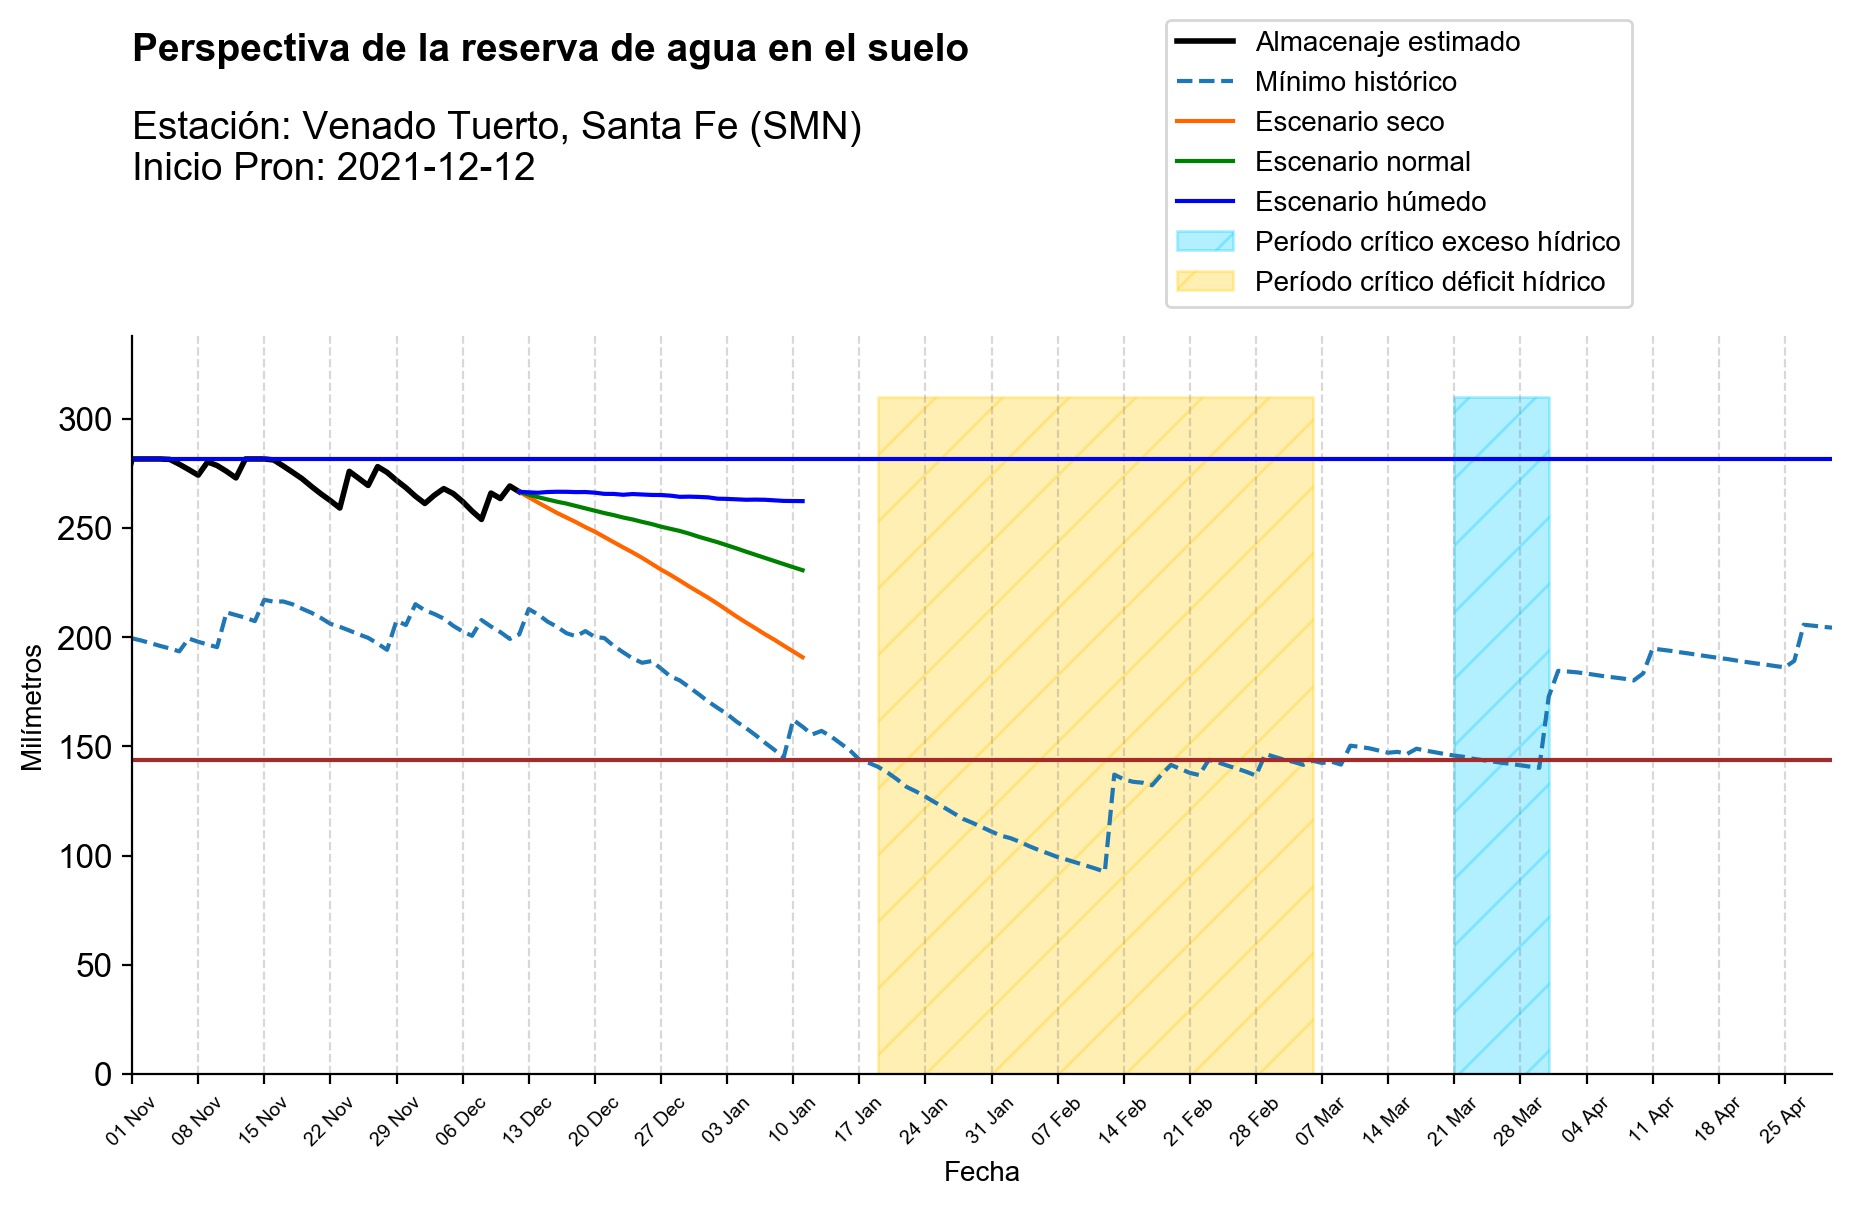 Perspectiva de la reserva de agua en el suelo
Estación: Venado Tuerto, Santa Fe (SMN)
Inicio Pron: 2021-12-12
Almacenaje estimado
Mínimo histórico
Escenario seco
Escenario normal
Escenario húmedo
Período crítico exceso hídrico
Período crítico déficit hídrico
Milímetros
300
250
200
150
100
50
0
01 Nov
08 Nov
15 Nov
22 Nov
29 Nov
06 Dec
13 Dec
20 Dec
27 Dec
03 Jan
10 Jan
17 Jan
24 Jan
31 Jan
07 Feb
14 Feb
21 Feb
28 Feb
07 Mar
14 Mar
21 Mar
28 Mar
04 Apr
11 Apr
18 Apr
25 Apr
Fecha